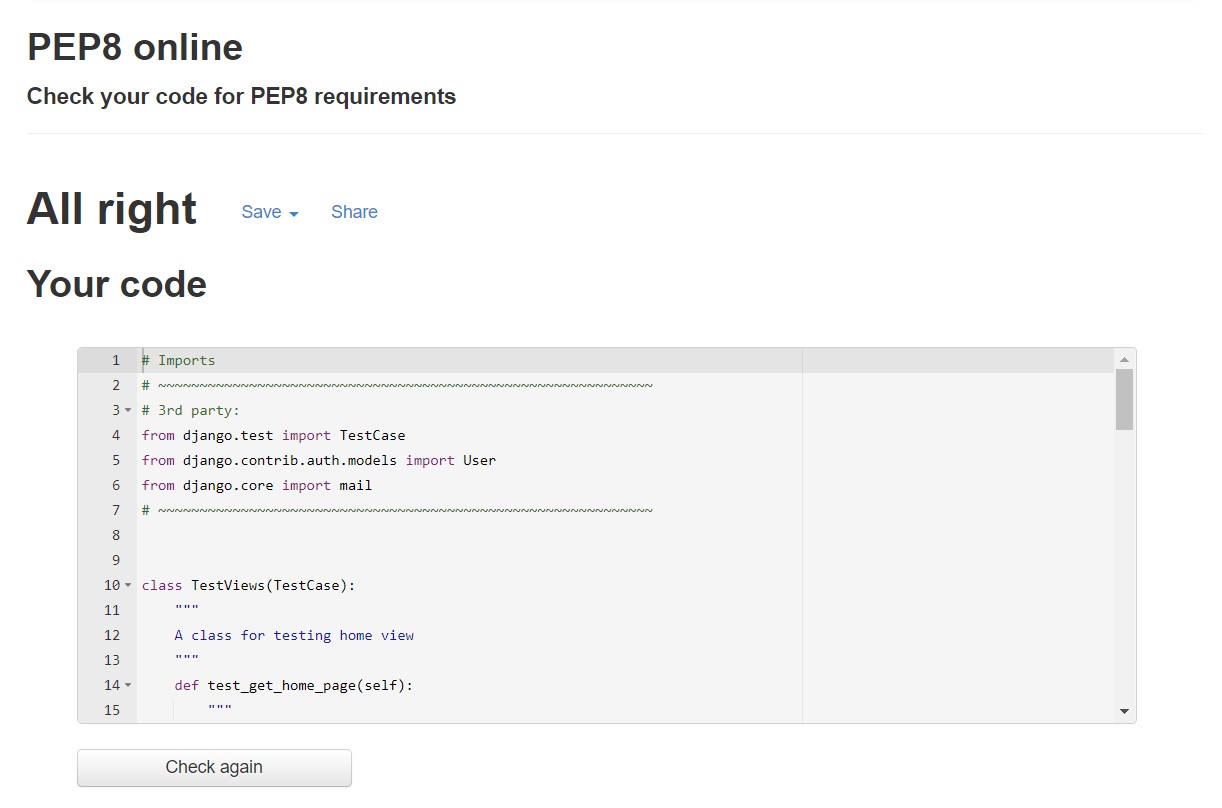 PEP8 online
Check your code for PEP8 requirements
All right Save Share
Your code
1 # Imports
2 # ~~~~~~~~~~~~~~~~~~~~~~~~~~~~~~~~~~~~~~~~~~~~~~~~~~~~~~~~~~~~
3 # 3rd party:
4 from django.test import TestCase
5 from django.contrib.auth.models import User
6 from django.core import mail
7 # ~~~~~~~~~~~~~~~~~~~~~~~~~~~~~~~~~~~~~~~~~~~~~~~~~~~~~~~~~~~~
8
9
10 class TestViews(TestCase):
11     """
12     A class for testing home view
13     """
14     def test_get_home_page(self):
15         """
Check again